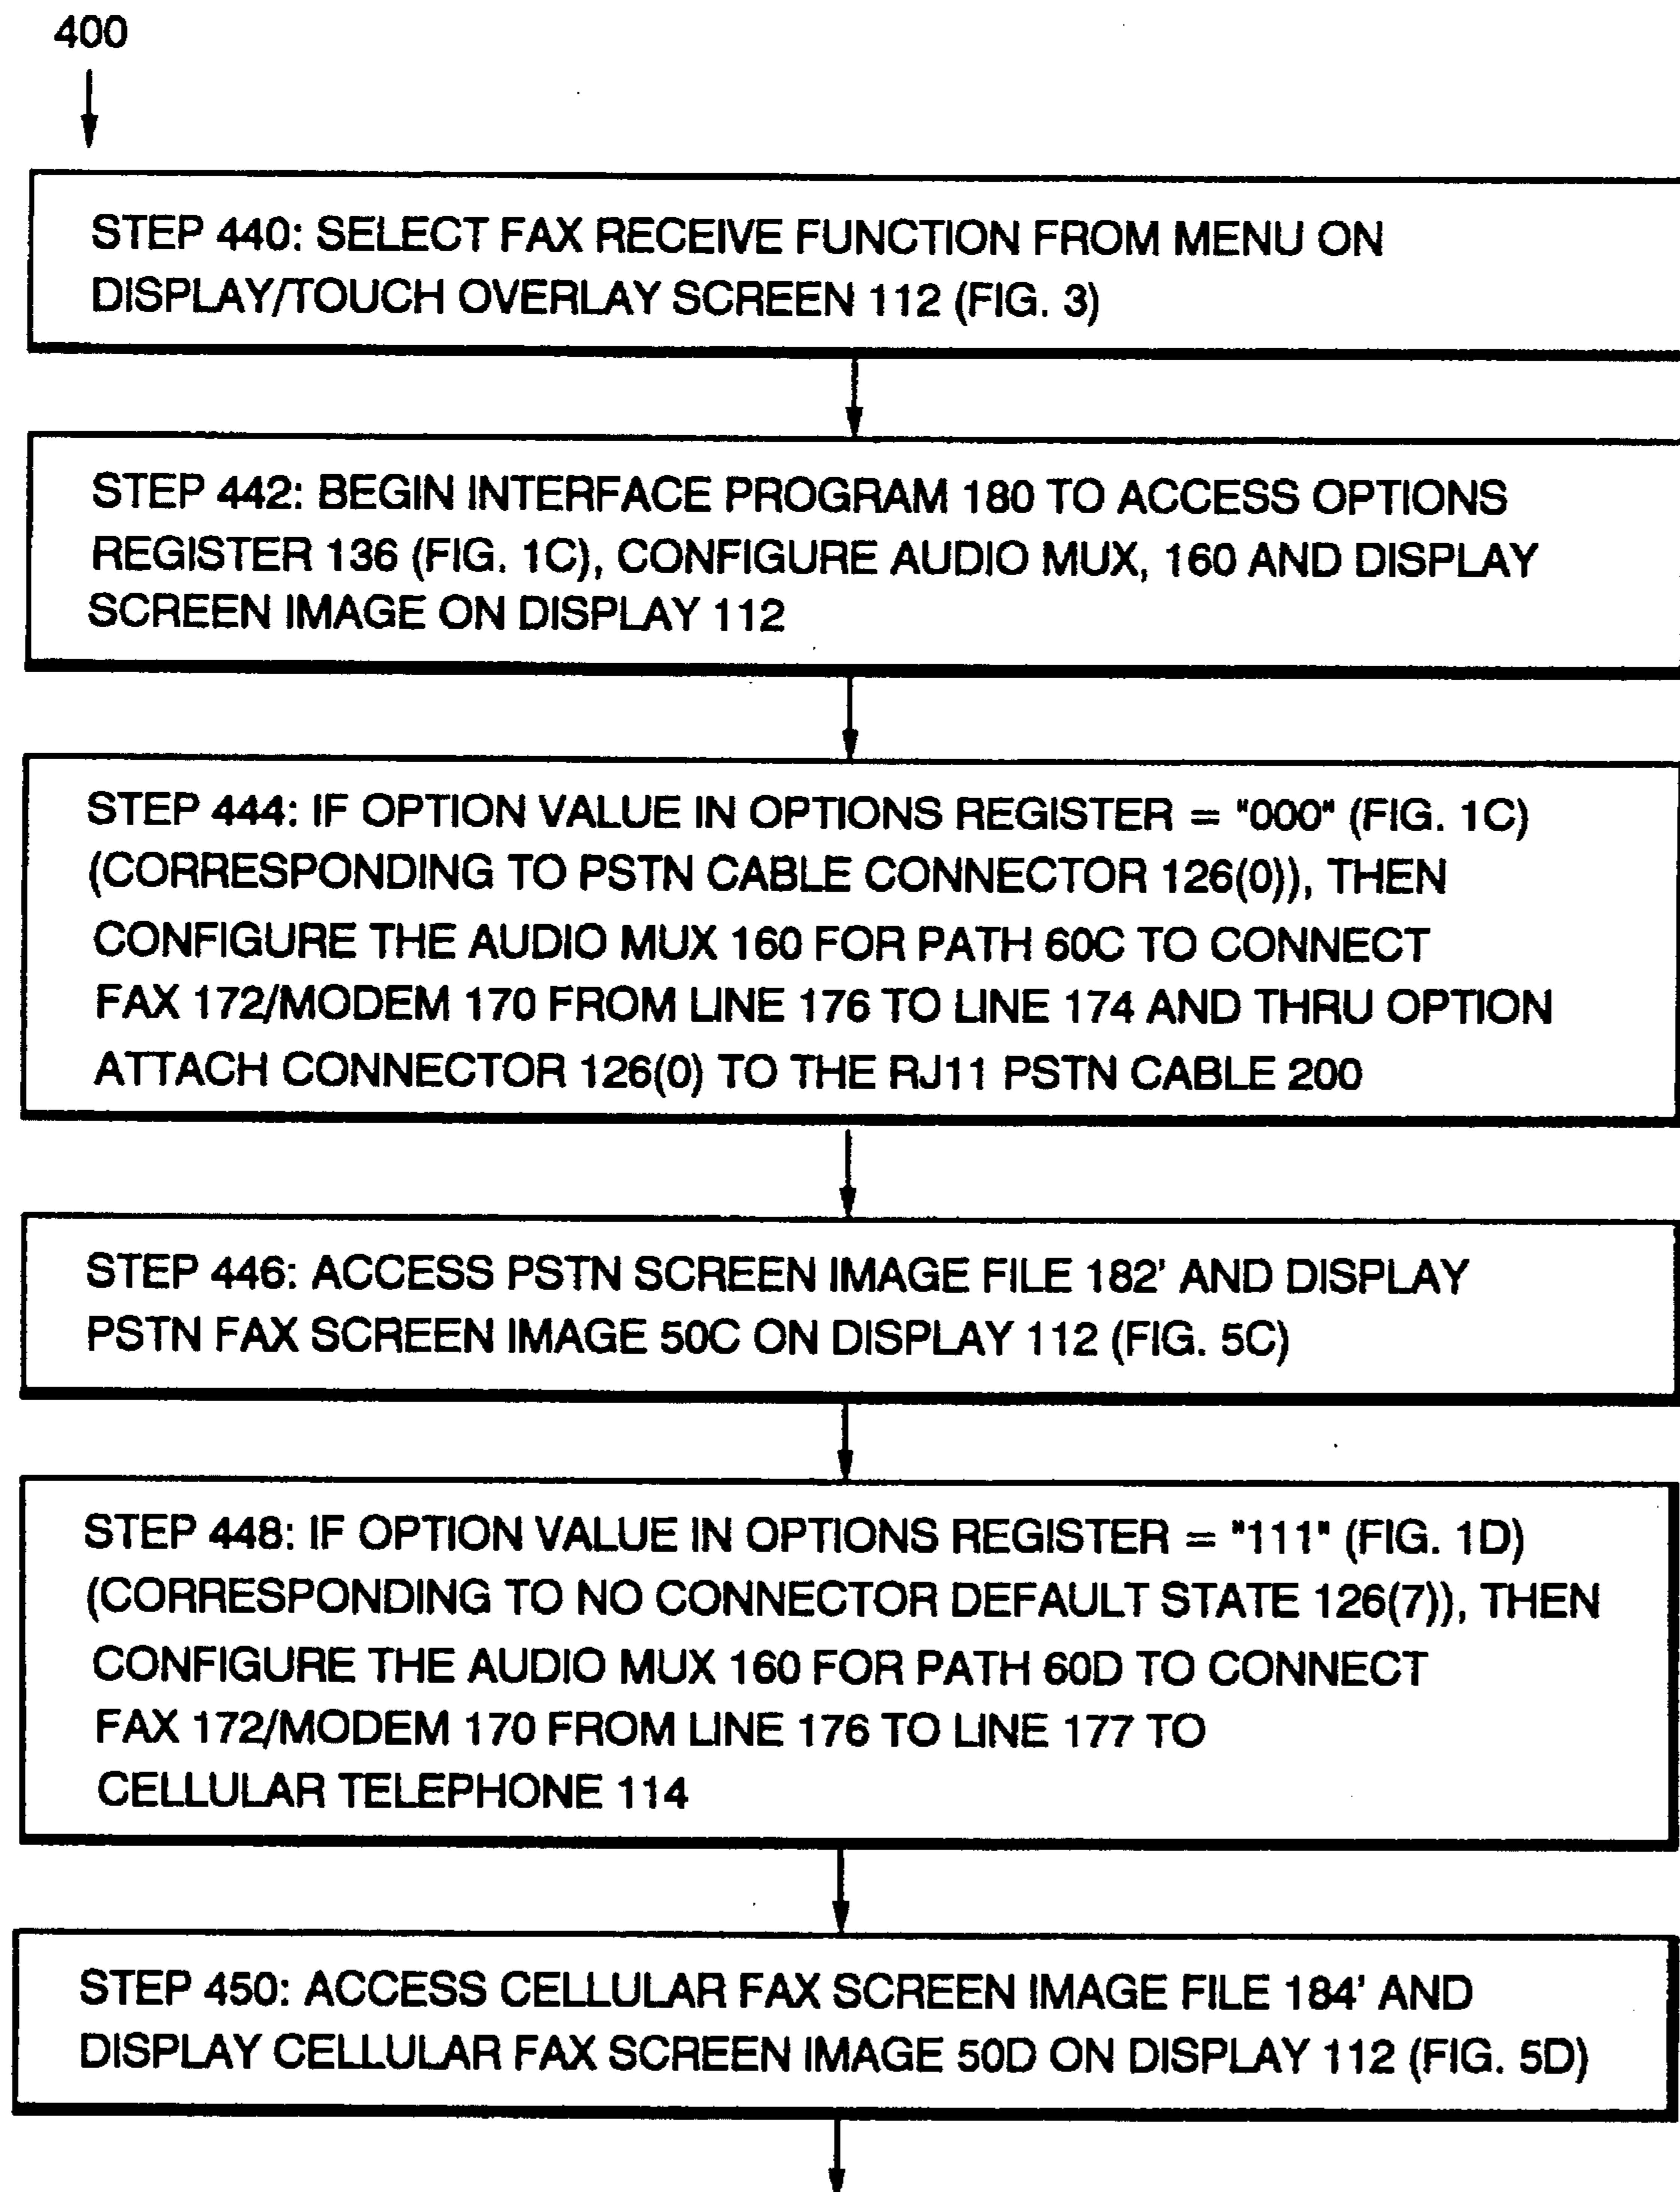 400
STEP 440: SELECT FAX RECEIVE FUNCTION FROM MENU ON
DISPLAY/TOUCH OVERLAY SCREEN 112 (FIG. 3)
STEP 442: BEGIN INTERFACE PROGRAM 180 TO ACCESS OPTIONS
REGISTER 136 (FIG. 1C), CONFIGURE AUDIO MUX, 160 AND DISPLAY
SCREEN IMAGE ON DISPLAY 112
STEP 444: IF OPTION VALUE IN OPTIONS REGISTER = "000" (FIG. 1C)
(CORRESPONDING TO PSTN CABLE CONNECTOR 126(0)), THEN
CONFIGURE THE AUDIO MUX 160 FOR PATH 60C TO CONNECT
FAX 172/MODEM 170 FROM LINE 176 TO LINE 174 AND THRU OPTION
ATTACH CONNECTOR 126(0) TO THE RJ11 PSTN CABLE 200
STEP 446: ACCESS PSTN SCREEN IMAGE FILE 182' AND DISPLAY
PSTN FAX SCREEN IMAGE 50C ON DISPLAY 112 (FIG. 5C)
STEP 448: IF OPTION VALUE IN OPTIONS REGISTER = "111" (FIG. 1D)
(CORRESPONDING TO NO CONNECTOR DEFAULT STATE 126(7)), THEN
CONFIGURE THE AUDIO MUX 160 FOR PATH 60D TO CONNECT
FAX 172/MODEM 170 FROM LINE 176 TO LINE 177 TO
CELLULAR TELEPHONE 114
STEP 450: ACCESS CELLULAR FAX SCREEN IMAGE FILE 184' AND
DISPLAY CELLULAR FAX SCREEN IMAGE 50D ON DISPLAY 112 (FIG. 5D)